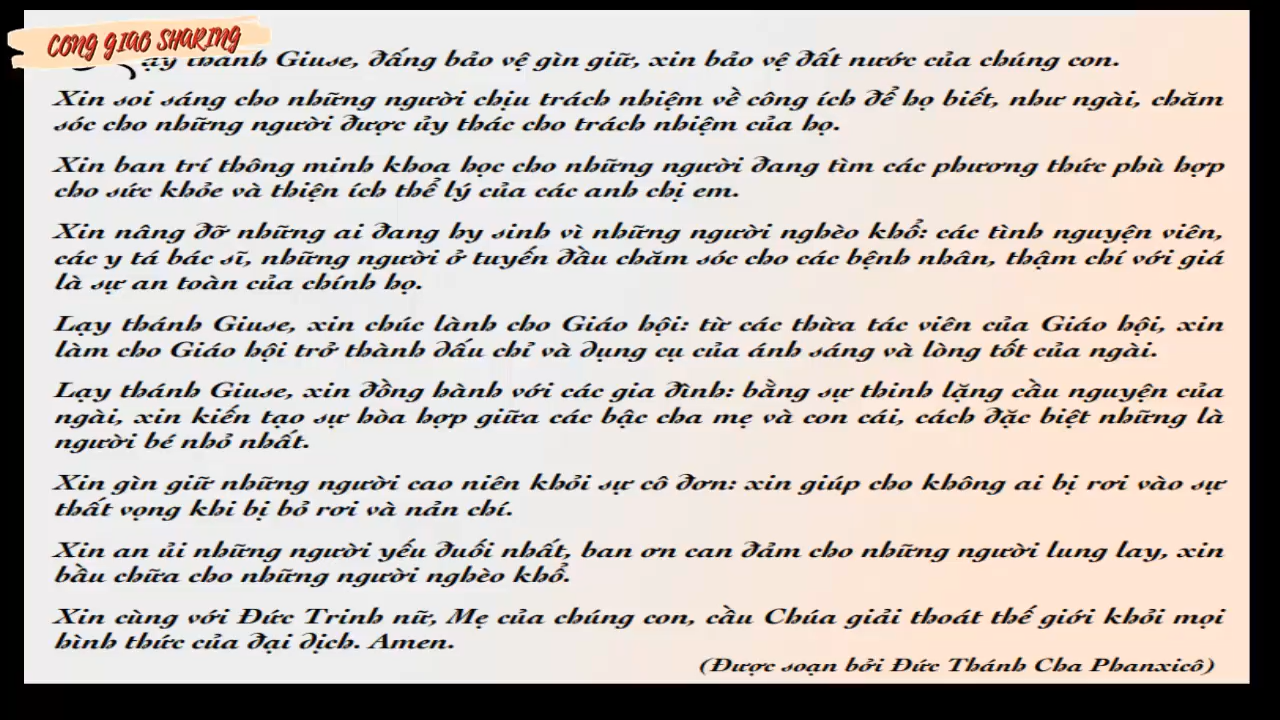 CONG GIAO SHARING
Lạy thánh Giuse, đấng bảo vệ gìn giữ, xin bảo vệ đất nước của chúng con.
Xin soi sáng cho những người chịu trách nhiệm về công ích để họ biết, như ngài, chăm
sóc cho những người được ủy thác cho trách nhiệm của họ.
Xin ban trí thông minh khoa học cho những người đang tìm các phương thức phù hợp
cho sức khỏe và thiện ích thể lý của các anh chị em.
Xin nâng đỡ những ai đang hy sinh vì những người nghèo khổ: các tình nguyện viên,
các y tá bác sĩ, những người ở tuyến đầu chăm sóc cho các bệnh nhân, thậm chí với giá
là sự an toàn của chính họ.
Lạy thánh Giuse, xin chúc lành cho Giáo hội: từ các thừa tác viên của Giáo hội, xin
làm cho Giáo hội trở thành dấu chỉ và dụng cụ của ánh sáng và lòng tốt của ngài.
Lạy thánh Giuse, xin đồng hành với các gia đình: bằng sự thinh lặng cầu nguyện của
ngài, xin kiến tạo sự hòa hợp giữa các bậc cha mẹ và con cái, cách đặc biệt những là
người bé nhỏ nhất.
Xin gìn giữ những người cao niên khỏi sự cô đơn: xin giúp cho không ai bị rơi vào sự
thất vọng khi bị bỏ rơi và nản chí.
Xin an ủi những người yếu đuối nhất, ban ơn can đảm cho những người lung lay, xin
bầu chữa cho những người nghèo khổ.
Xin cùng với Đức Trinh nữ, Mẹ của chúng con, cầu Chúa giải thoát thế giới khỏi mọi
hình thức của đại dịch. Amen.
(Được soạn bởi Đức Thánh Cha Phanxicô)